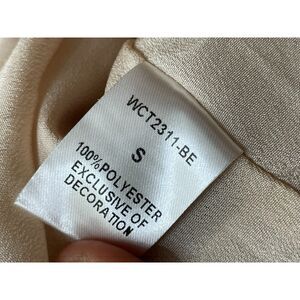 WCT2311-BE
S
100%POLYESTER
EXCLUSIVE OF
DECORATION